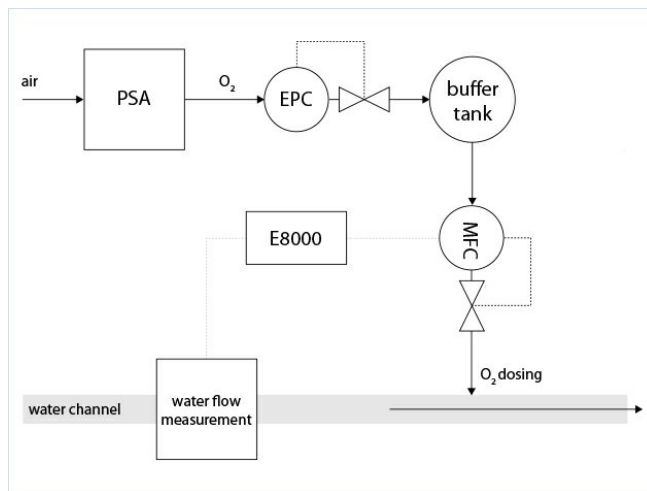 air
PSA
O₂
EPC
buffer
tank
E8000
MFC
O₂ dosing
water channel
water flow
measurement